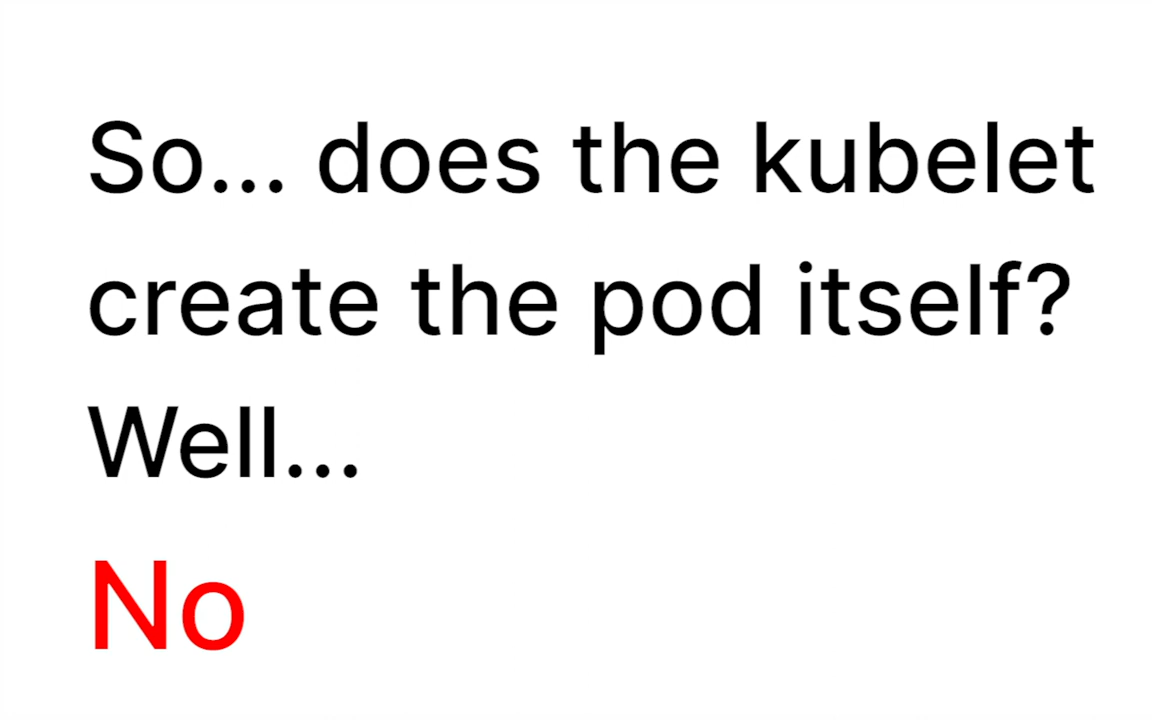 So... does the kubelet
create the pod itself?
Well...
No